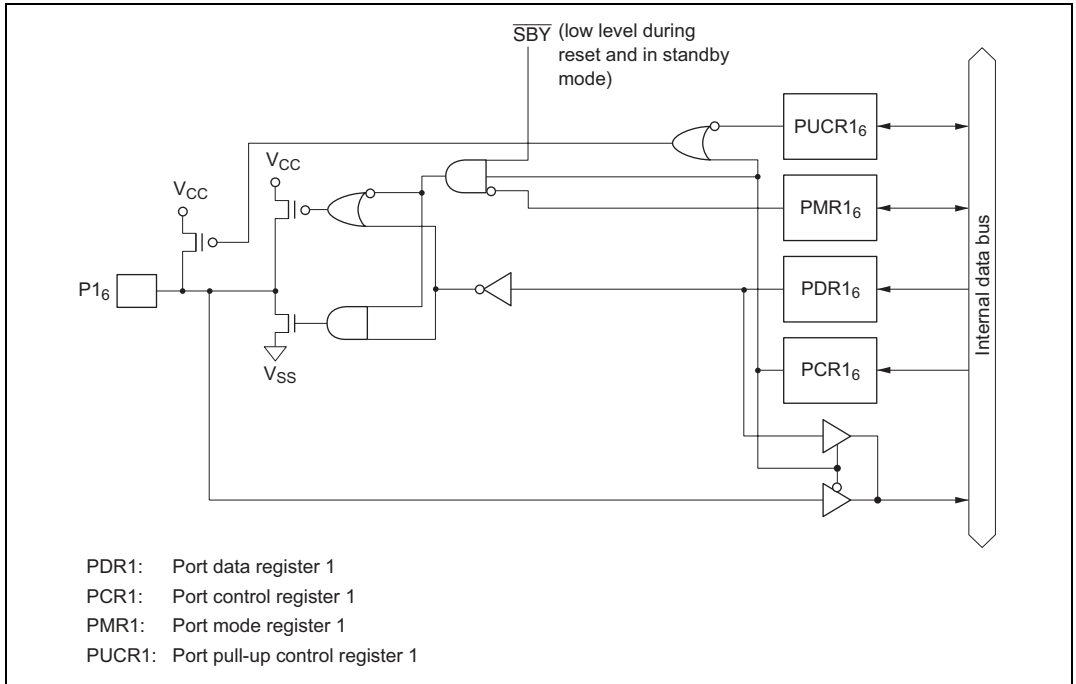 S̅B̅Y̅ (low level during
reset and in standby
mode)
PUCR1₆
VCC
VCC
PMR1₆
Internal data bus
P1₆
PDR1₆
VSS
PCR1₆
PDR1: Port data register 1
PCR1: Port control register 1
PMR1: Port mode register 1
PUCR1: Port pull-up control register 1